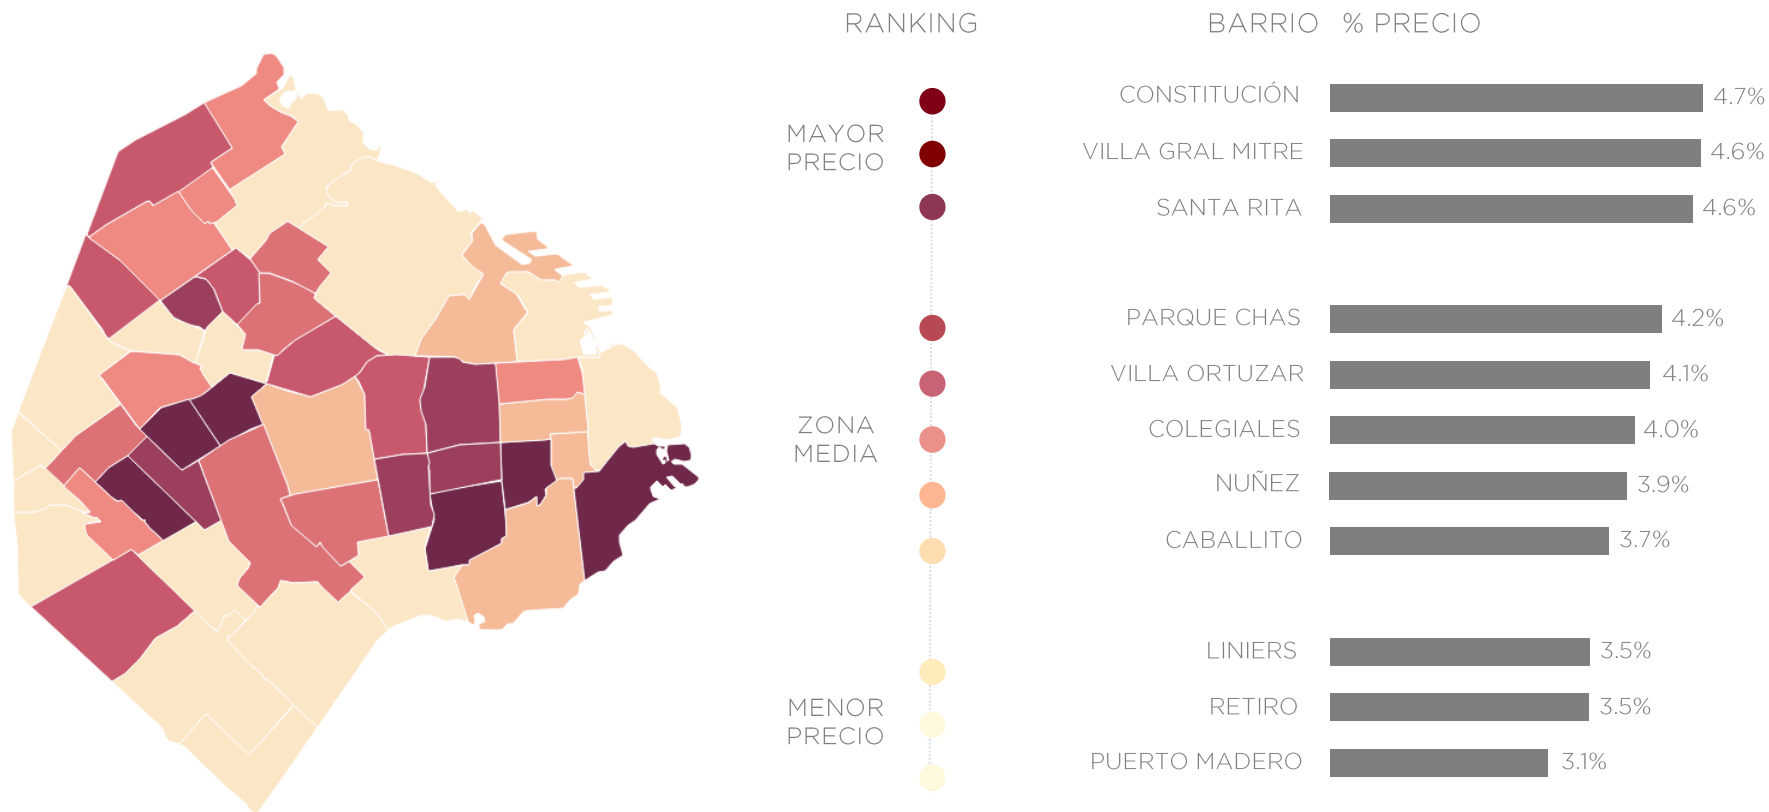 RANKING
BARRIO % PRECIO
MAYOR
PRECIO
CONSTITUCIÓN 4.7%
VILLA GRAL MITRE 4.6%
SANTA RITA 4.6%
ZONA
MEDIA
PARQUE CHAS 4.2%
VILLA ORTUZAR 4.1%
COLEGIALES 4.0%
NUÑEZ 3.9%
CABALLITO 3.7%
MENOR
PRECIO
LINIERS 3.5%
RETIRO 3.5%
PUERTO MADERO 3.1%